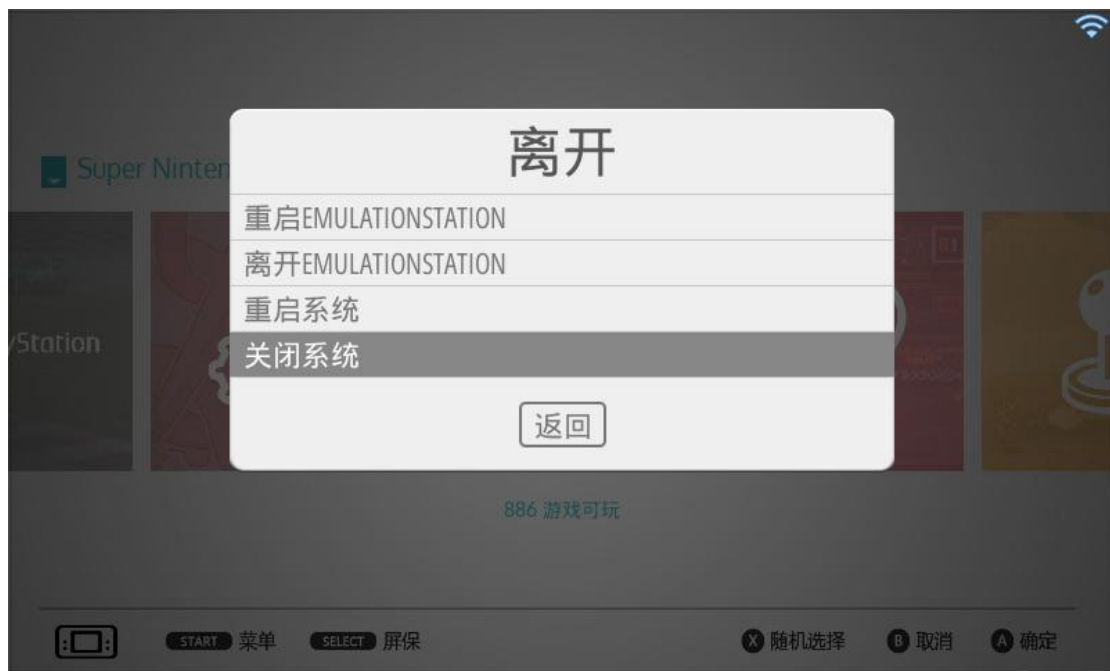 离开
Super Ninten
重启EMULATIONSTATION
离开EMULATIONSTATION
重启系统
yStation
关闭系统
返回
886 游戏可玩
START 菜单 SELECT 屏保 X 随机选择 B 取消 A 确定